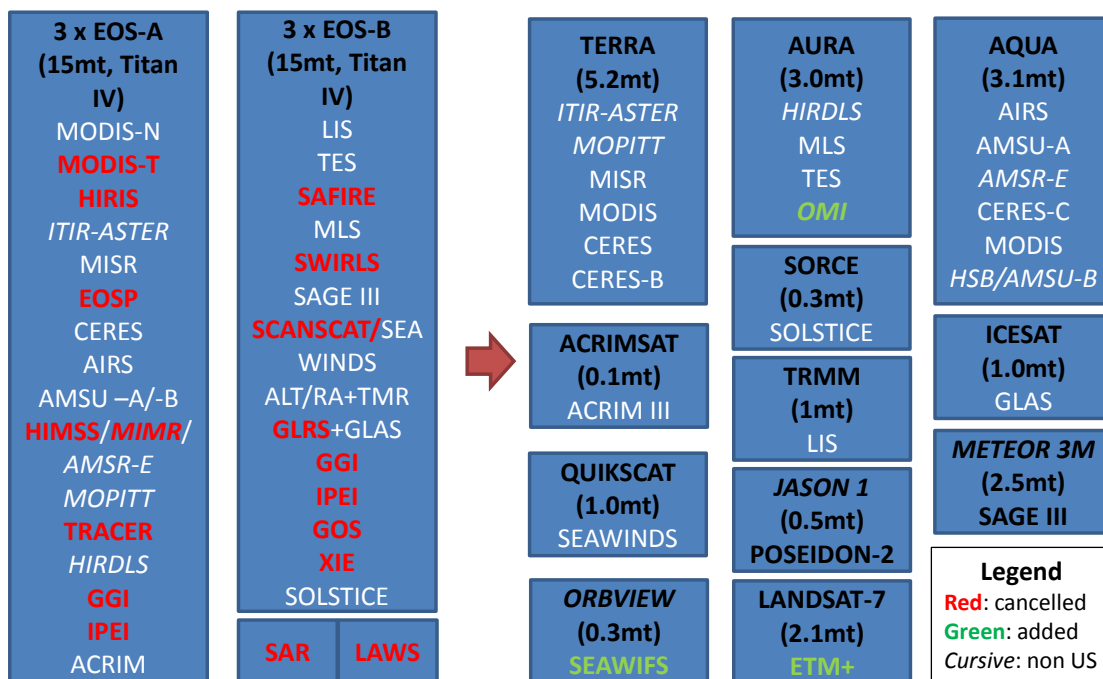 3 x EOS-A
(15mt, Titan
IV)
MODIS-N
MODIS-T
HIRIS
ITIR-ASTER
MISR
EOSP
CERES
AIRS
AMSU –A/-B
HIMSS/MIMR/
AMSR-E
MOPITT
TRACER
HIRDLS
GGI
IPEI
ACRIM
3 x EOS-B
(15mt, Titan
IV)
LIS
TES
SAFIRE
MLS
SWIRLS
SAGE III
SCANSCAT/SEA
WINDS
ALT/RA+TMR
GLRS+GLAS
GGI
IPEI
GOS
XIE
SOLSTICE
SAR
LAWS
TERRA
(5.2mt)
ITIR-ASTER
MOPITT
MISR
MODIS
CERES
CERES-B
ACRIMSAT
(0.1mt)
ACRIM III
QUIKSCAT
(1.0mt)
SEAWINDS
ORBVIEW
(0.3mt)
SEAWIFS
AURA
(3.0mt)
HIRDLS
MLS
TES
OMI
SORCE
(0.3mt)
SOLSTICE
TRMM
(1mt)
LIS
JASON 1
(0.5mt)
POSEIDON-2
LANDSAT-7
(2.1mt)
ETM+
AQUA
(3.1mt)
AIRS
AMSU-A
AMSR-E
CERES-C
MODIS
HSB/AMSU-B
ICESAT
(1.0mt)
GLAS
METEOR 3M
(2.5mt)
SAGE III
Legend
Red: cancelled
Green: added
Cursive: non US